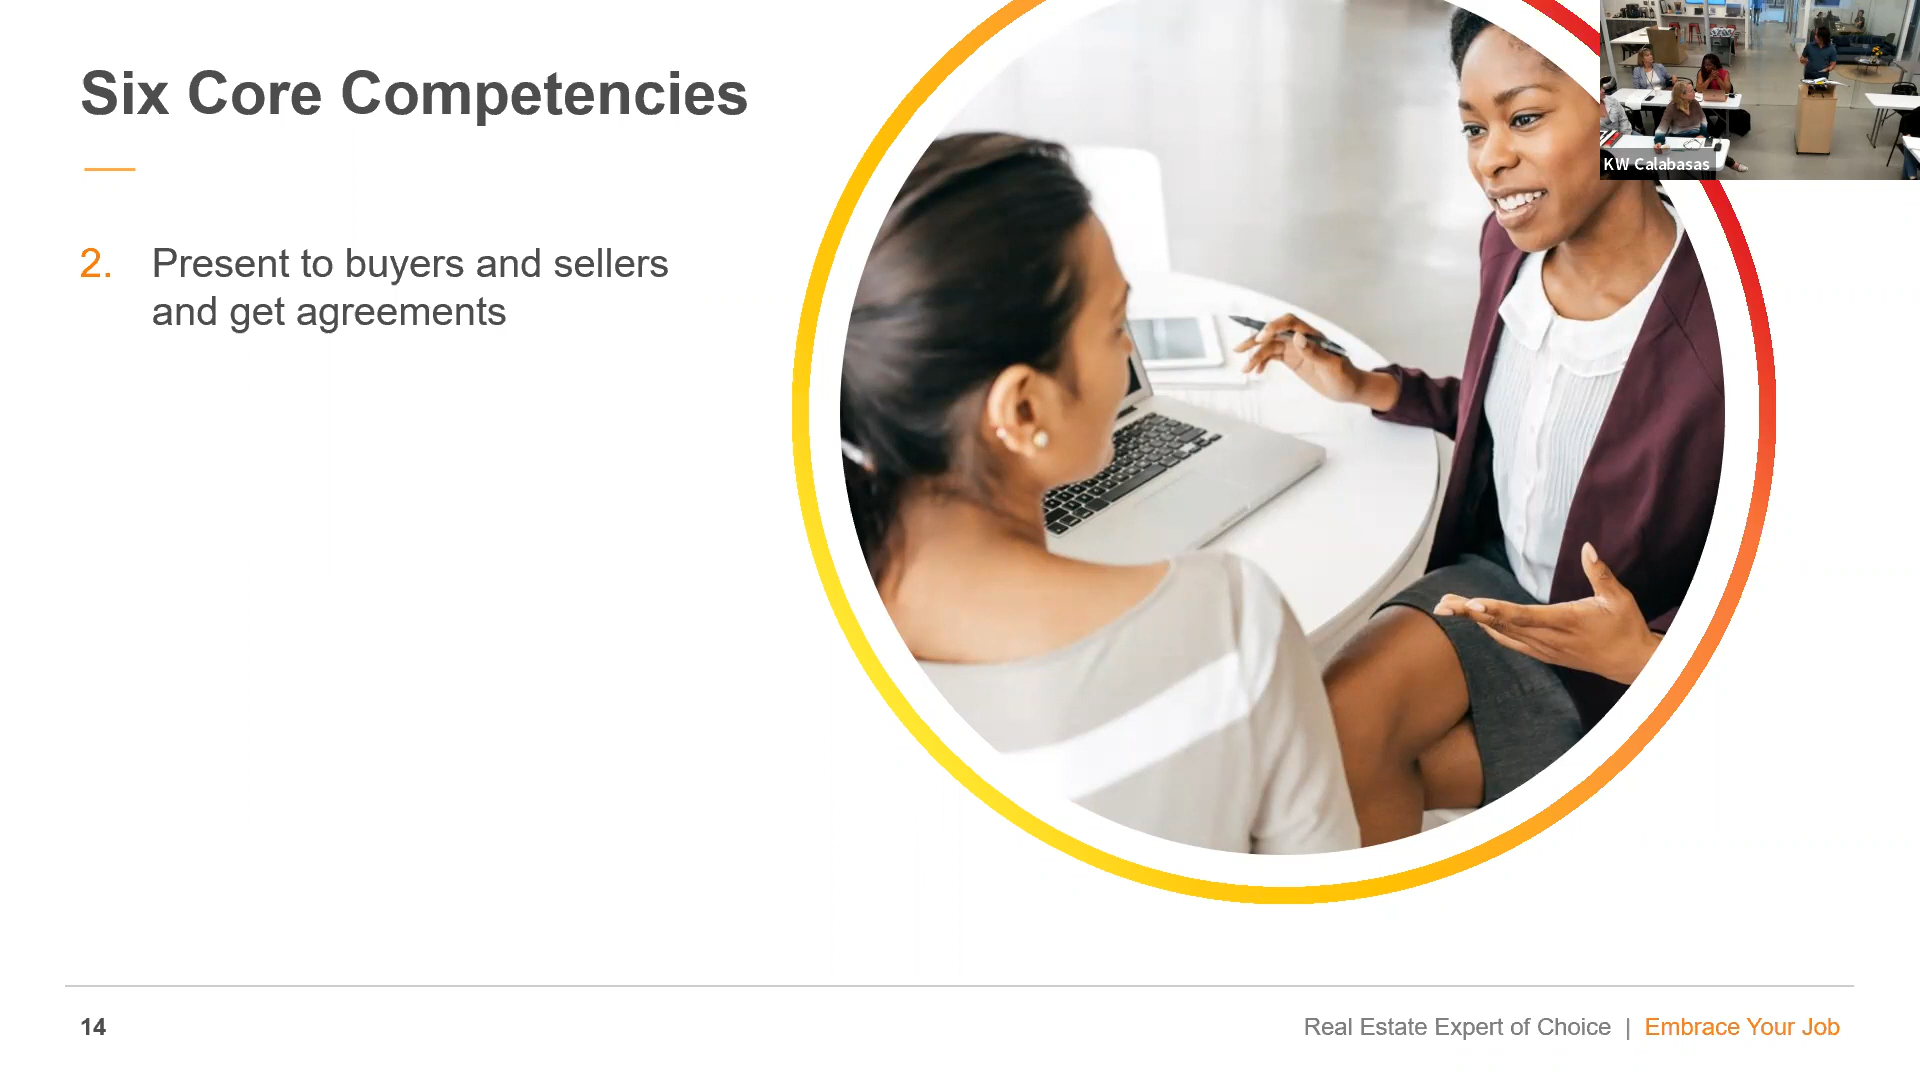 Six Core Competencies
KW Calabasas
2. Present to buyers and sellers
and get agreements
14
Real Estate Expert of Choice | Embrace Your Job